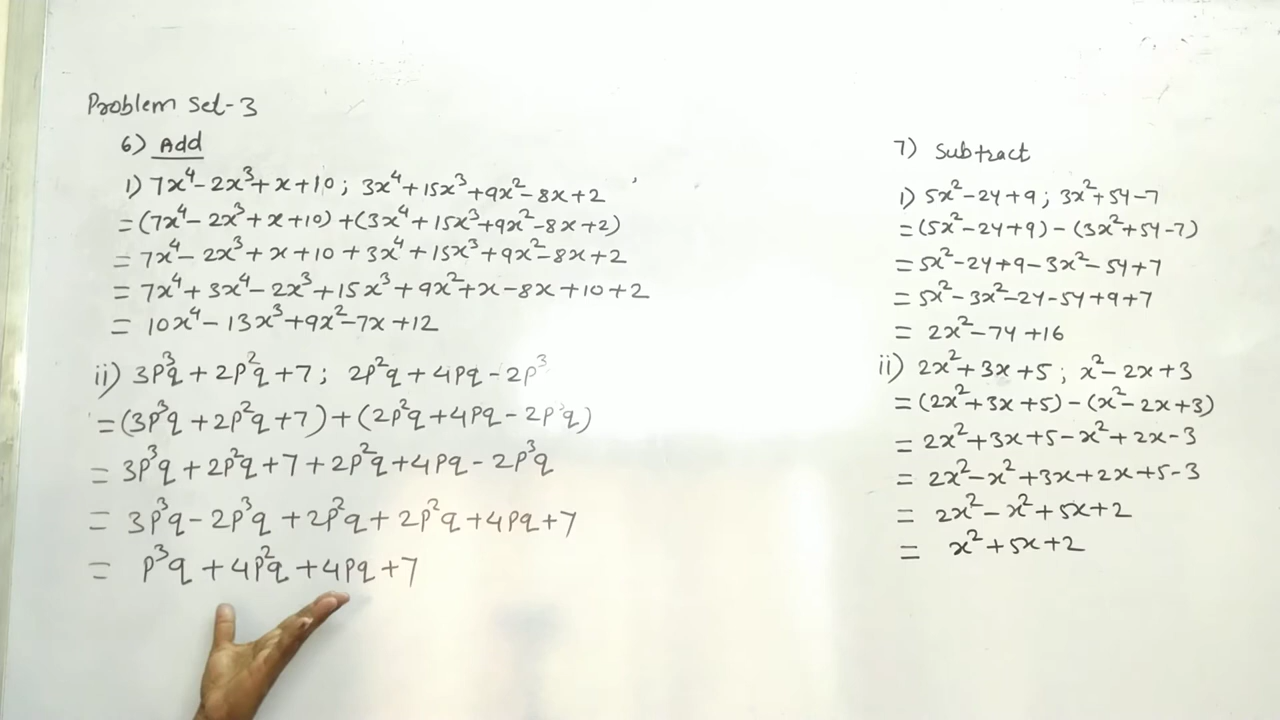 Problem Set-3
6) Add
i) 7x⁴ - 2x³ + x + 10 ; 3x⁴ + 15x³ + 9x² - 8x + 2
= (7x⁴ - 2x³ + x + 10) + (3x⁴ + 15x³ + 9x² - 8x + 2)
= 7x⁴ - 2x³ + x + 10 + 3x⁴ + 15x³ + 9x² - 8x + 2
= 7x⁴ + 3x⁴ - 2x³ + 15x³ + 9x² + x - 8x + 10 + 2
= 10x⁴ - 13x³ + 9x² - 7x + 12
ii) 3p³q + 2p²q + 7 ; 2p²q + 4pq - 2p³
= (3p³q + 2p²q + 7) + (2p²q + 4pq - 2p³q)
= 3p³q + 2p²q + 7 + 2p²q + 4pq - 2p³q
= 3p³q - 2p³q + 2p²q + 2p²q + 4pq + 7
= p³q + 4p²q + 4pq + 7
7) Subtract
i) 5x² - 2y + 9 ; 3x² + 5y - 7
= (5x² - 2y + 9) - (3x² + 5y - 7)
= 5x² - 2y + 9 - 3x² - 5y + 7
= 5x² - 3x² - 2y - 5y + 9 + 7
= 2x² - 7y + 16
ii) 2x² + 3x + 5 ; x² - 2x + 3
= (2x² + 3x + 5) - (x² - 2x + 3)
= 2x² + 3x + 5 - x² + 2x - 3
= 2x² - x² + 3x + 2x + 5 - 3
= 2x² - x² + 5x + 2
= x² + 5x + 2